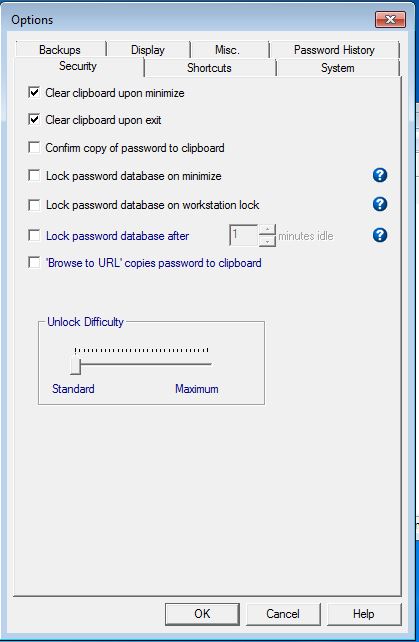 Options
Backups Display Misc. Password History
Security Shortcuts System
Clear clipboard upon minimize
Clear clipboard upon exit
Confirm copy of password to clipboard
Lock password database on minimize ?
Lock password database on workstation lock ?
Lock password database after 1 minutes idle ?
'Browse to URL' copies password to clipboard
Unlock Difficulty
Standard Maximum
OK Cancel Help